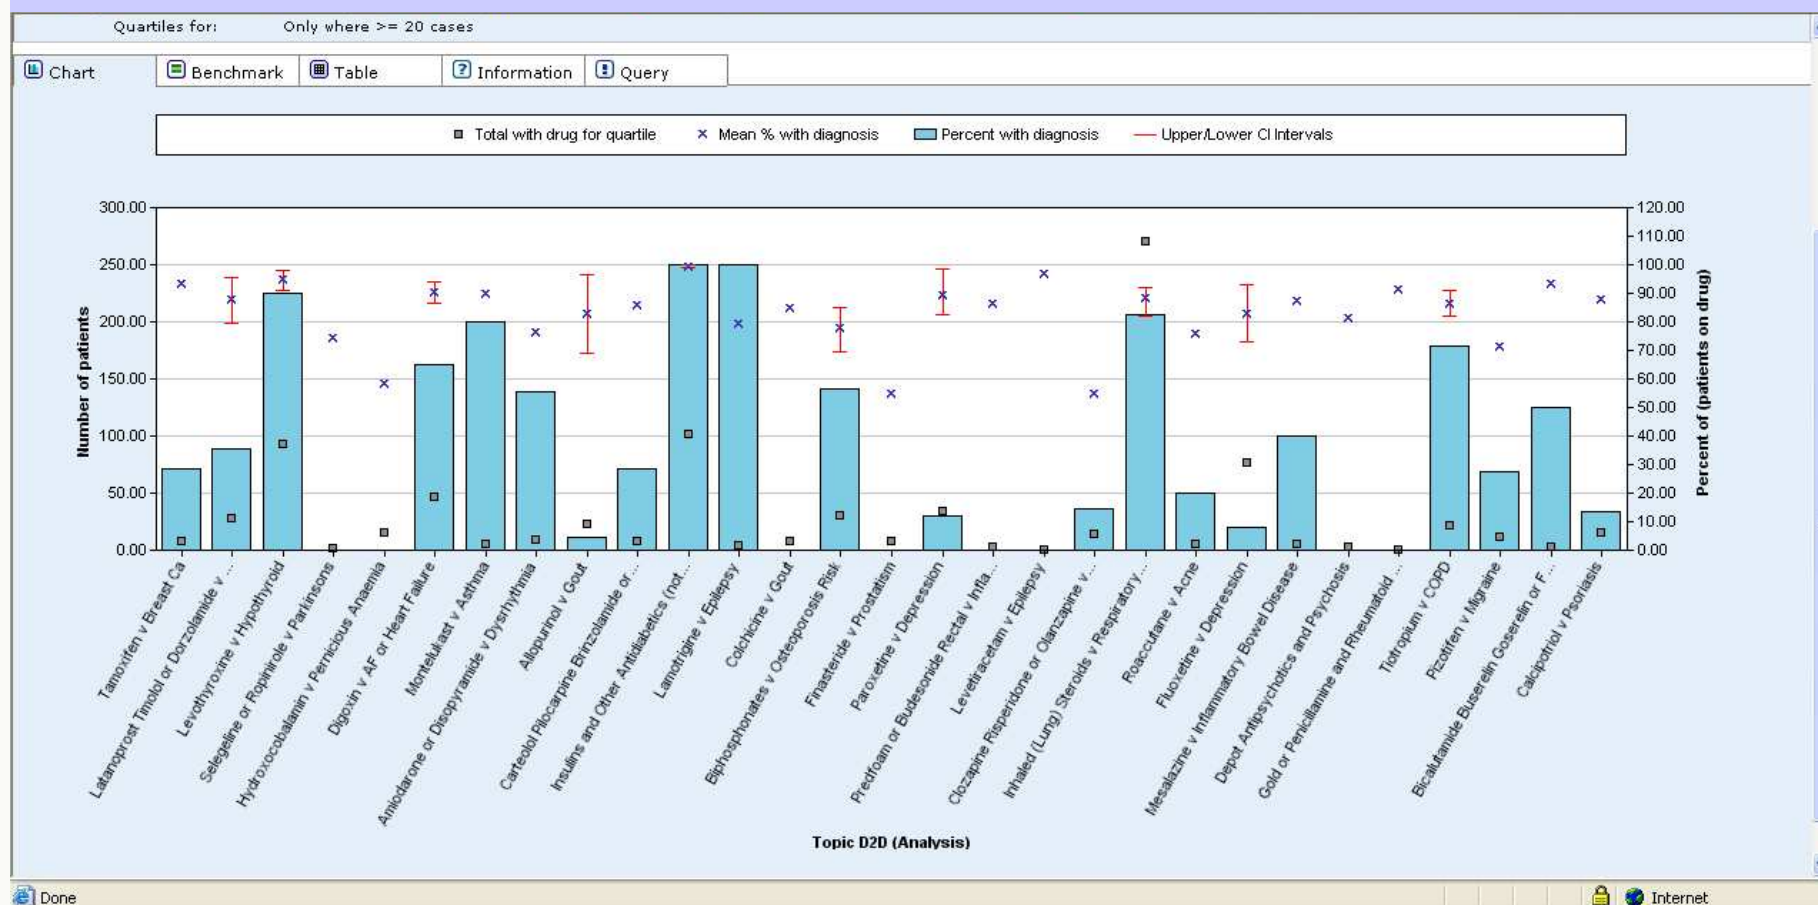 Quartiles for: Only where >= 20 cases
Chart Benchmark Table Information Query
Total with drug for quartile Mean % with diagnosis Percent with diagnosis Upper/Lower CI Intervals
300.00
250.00
200.00
150.00
100.00
50.00
0.00
Number of patients
120.00
110.00
100.00
90.00
80.00
70.00
60.00
50.00
40.00
30.00
20.00
10.00
0.00
Percent of (patients on drug)
Tamoxifen v Breast Ca
Latanoprost Timolol or Dorzolamide v ...
Levothyroxine v Hypothyroid
Selegeline or Ropinirole v Parkinsons
Hydroxocobalamin v Pernicious Anaemia
Digoxin v AF or Heart Failure
Montelukast v Asthma
Amiodarone or Disopyramide v Dysrhythmia
Allopurinol v Gout
Carteolol Pilocarpine Brinzolamide or...
Insulins and Other Antidiabetics (not...
Lamotrigine v Epilepsy
Colchicine v Gout
Biphosphonates v Osteoporosis Risk
Finasteride v Prostatism
Paroxetine v Depression
Predfoam or Budesonide Rectal v Infla...
Levetiracetam v Epilepsy
Clozapine Risperidone or Olanzapine v...
Inhaled (Lung) Steroids v Respiratory...
Roaccutane v Acne
Fluoxetine v Depression
Mesalazine v Inflammatory Bowel Disease
Depot Antipsychotics and Psychosis
Gold or Penicillamine and Rheumatoid ...
Tiotropium v COPD
Pizotifen v Migraine
Bicalutamide Buserelin Goserelin or F...
Calcipotriol v Psoriasis
Topic D2D (Analysis)
Done Internet